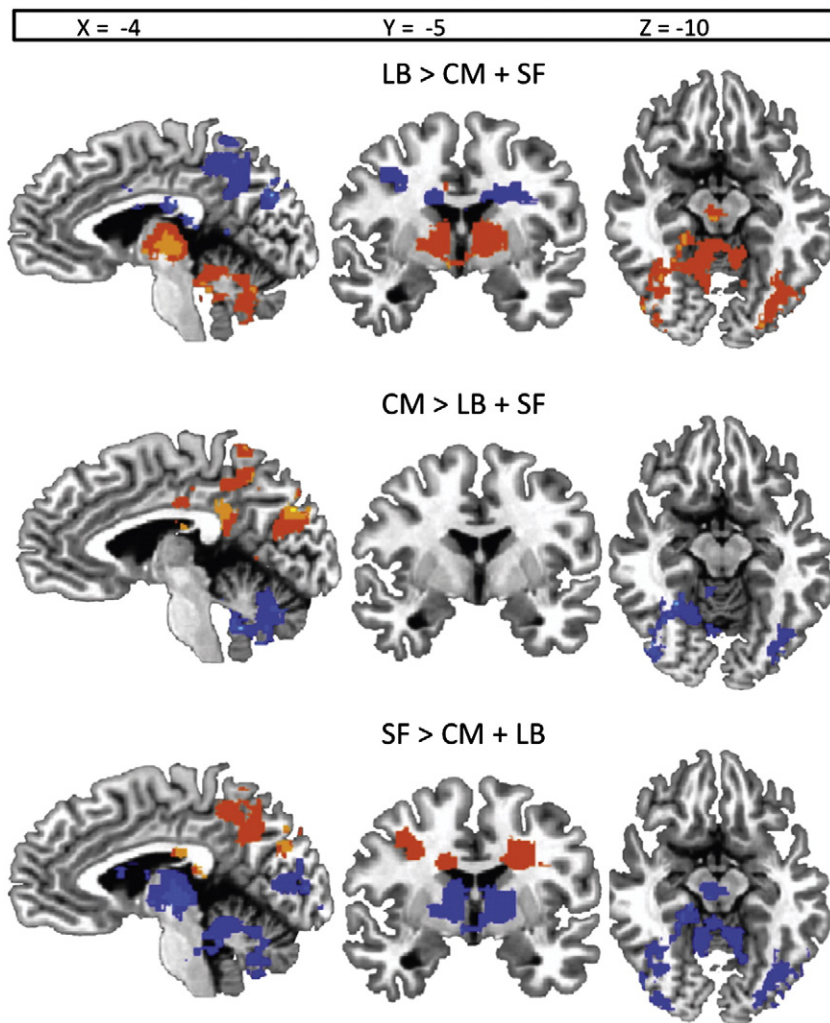 X = -4 Y = -5 Z = -10
LB > CM + SF
CM > LB + SF
SF > CM + LB